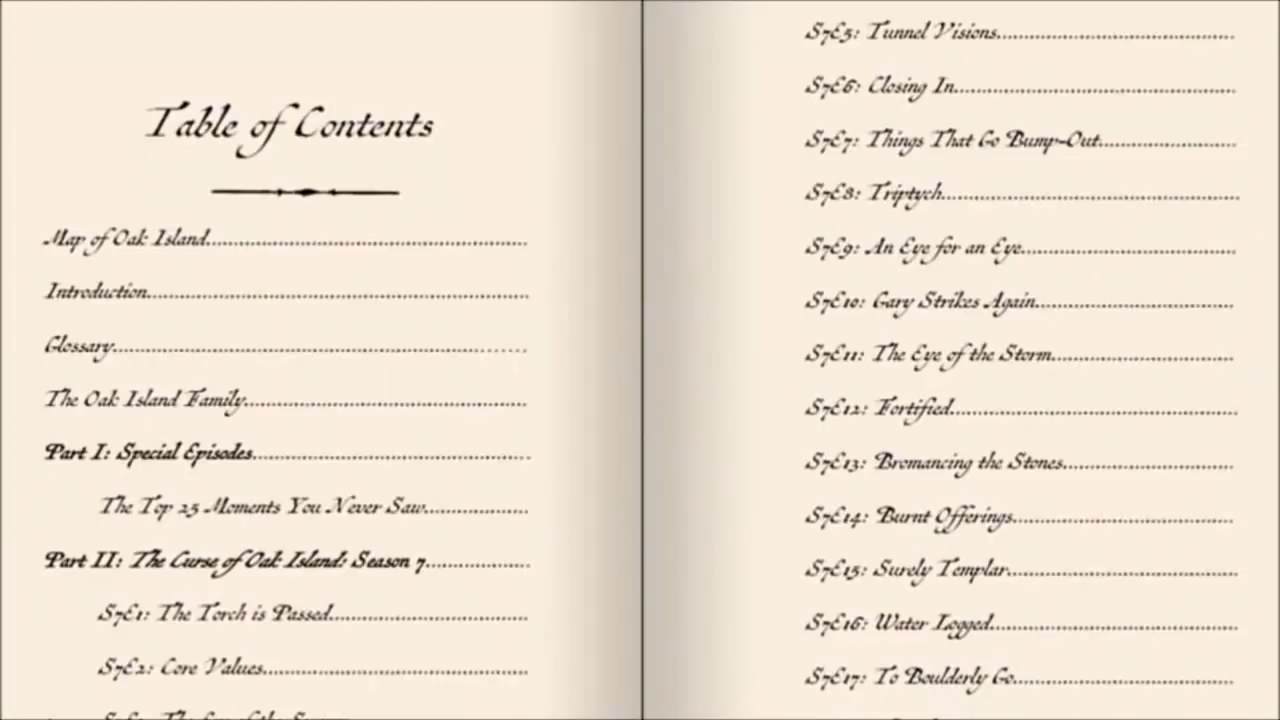 Table of Contents
Map of Oak Island
Introduction
Glossary
The Oak Island Family
Part I: Special Episodes
The Top 25 Moments You Never Saw
Part II: The Curse of Oak Island: Season 7
S7E1: The Torch is Passed
S7E2: Core Values
S7E5: Tunnel Visions
S7E6: Closing In
S7E7: Things That Go Bump-Out
S7E8: Triptych
S7E9: An Eye for an Eye
S7E10: Gary Strikes Again
S7E11: The Eye of the Storm
S7E12: Fortified
S7E13: Bromancing the Stones
S7E14: Burnt Offerings
S7E15: Surely Templar
S7E16: Water Logged
S7E17: To Boulderly Go